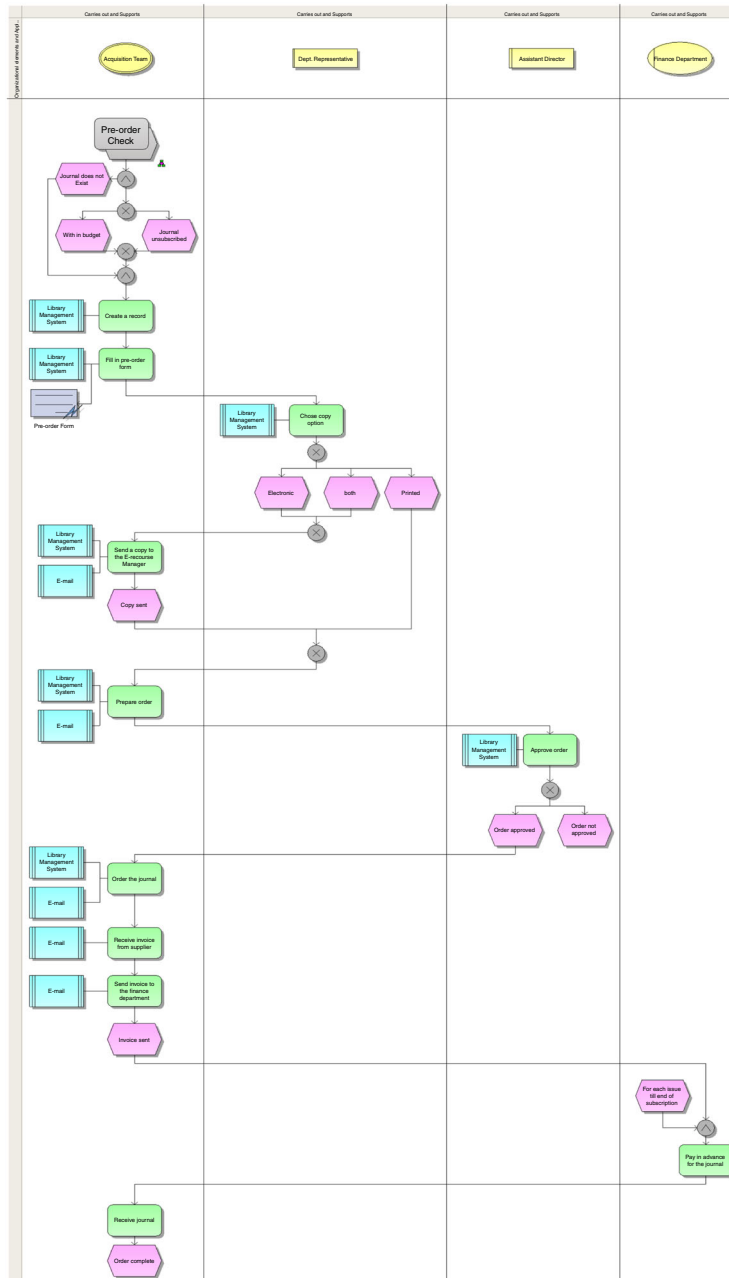 Carries out and Supports
Carries out and Supports
Carries out and Supports
Carries out and Supports
Organizational elements and Appl...
Acquisition Team
Dept. Representative
Assistant Director
Finance Department
Pre-order
Check
Journal does not
Exist
With in budget
Journal
unsubscribed
Library
Management
System
Create a record
Library
Management
System
Fill in pre-order
form
Pre-order Form
Library
Management
System
Chose copy
option
Electronic
both
Printed
Library
Management
System
E-mail
Send a copy to
the E-recourse
Manager
Copy sent
Library
Management
System
E-mail
Prepare order
Library
Management
System
Approve order
Order approved
Order not
approved
Library
Management
System
E-mail
Order the journal
E-mail
Receive invoice
from supplier
E-mail
Send invoice to
the finance
department
Invoice sent
For each issue
till end of
subscription
Pay in advance
for the journal
Receive journal
Order complete